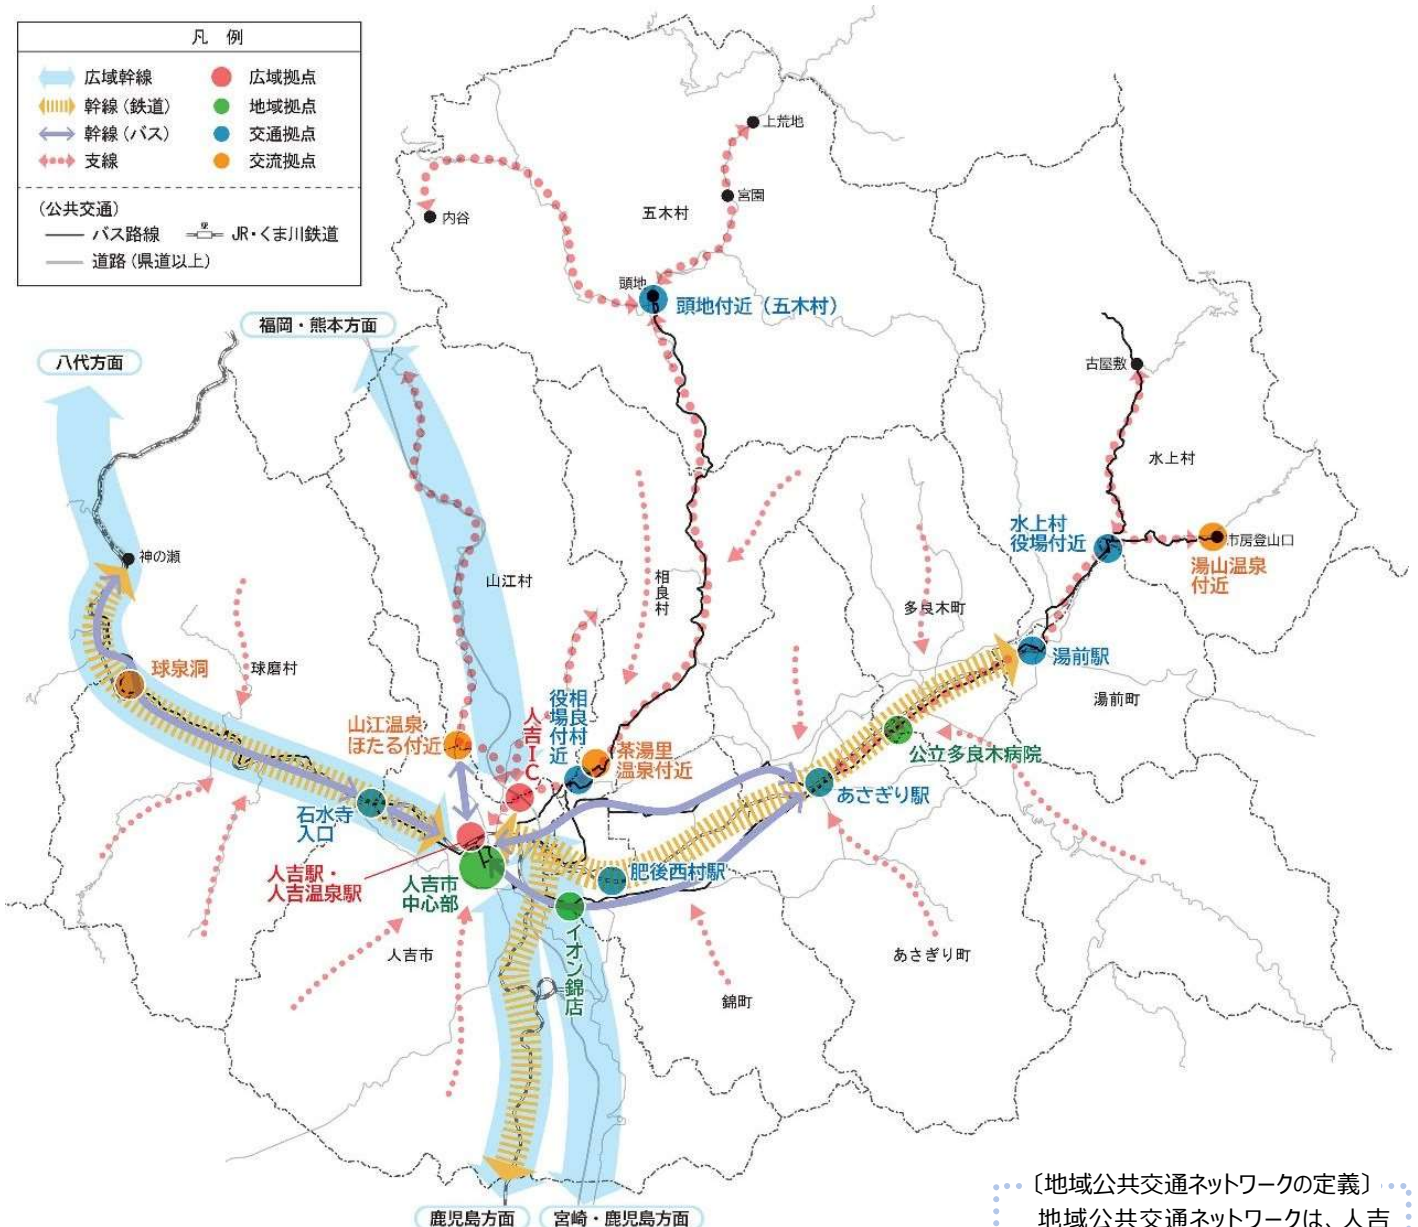 凡 例
広域幹線
広域拠点
幹線(鉄道)
地域拠点
幹線(バス)
交通拠点
支線
交流拠点
(公共交通)
バス路線
駅
JR・くま川鉄道
道路(県道以上)
上荒地
宮園
内谷
五木村
頭地
頭地付近(五木村)
福岡・熊本方面
八代方面
古屋敷
水上村
水上村
役場付近
市房登山口
湯山温泉
付近
神の瀬
山江村
相良村
多良木町
湯前駅
湯前町
球泉洞
球磨村
山江温泉
ほたる付近
人吉IC
相良村
役場付近
茶湯里
温泉付近
公立多良木病院
あさぎり駅
石水寺
入口
人吉駅・
人吉温泉駅
人吉市
中心部
肥後西村駅
イオン錦店
人吉市
錦町
あさぎり町
鹿児島方面
宮崎・鹿児島方面
〔地域公共交通ネットワークの定義〕
地域公共交通ネットワークは、人吉